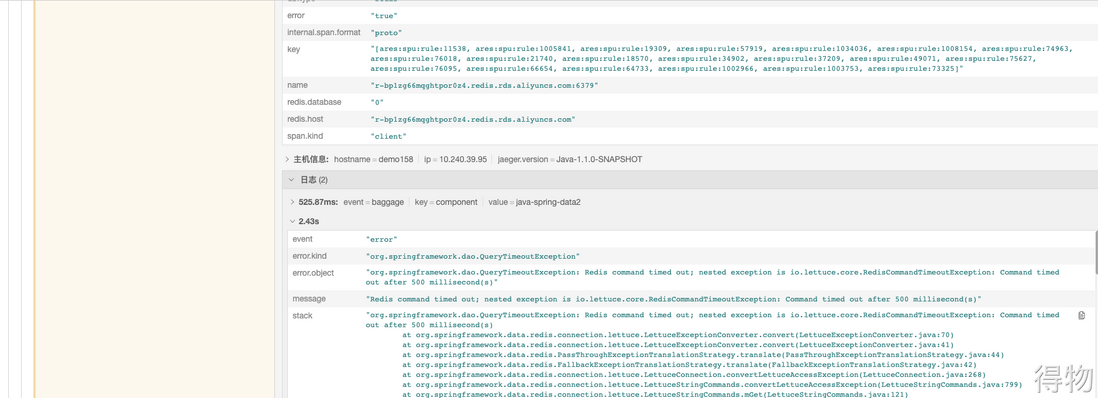 error "true"
internal.span.format "proto"
key "[ares:spu:rule:11538, ares:spu:rule:1005841, ares:spu:rule:19309, ares:spu:rule:57919, ares:spu:rule:1034036, ares:spu:rule:1008154, ares:spu:rule:74963,
ares:spu:rule:76018, ares:spu:rule:21740, ares:spu:rule:18570, ares:spu:rule:34902, ares:spu:rule:37209, ares:spu:rule:49071, ares:spu:rule:75627,
ares:spu:rule:76095, ares:spu:rule:66654, ares:spu:rule:64733, ares:spu:rule:1002966, ares:spu:rule:1003753, ares:spu:rule:73325]"
name "r-bp1zg66mqghtpor0z4.redis.rds.aliyuncs.com:6379"
redis.database "0"
redis.host "r-bp1zg66mqghtpor0z4.redis.rds.aliyuncs.com"
span.kind "client"
主机信息: hostname = demo158 ip = 10.240.39.95 jaeger.version = Java-1.1.0-SNAPSHOT
日志 (2)
525.87ms: event = baggage key = component value = java-spring-data2
2.43s
event "error"
error.kind "org.springframework.dao.QueryTimeoutException"
error.object "org.springframework.dao.QueryTimeoutException: Redis command timed out; nested exception is io.lettuce.core.RedisCommandTimeoutException: Command timed
out after 500 millisecond(s)"
message "Redis command timed out; nested exception is io.lettuce.core.RedisCommandTimeoutException: Command timed out after 500 millisecond(s)"
stack "org.springframework.dao.QueryTimeoutException: Redis command timed out; nested exception is io.lettuce.core.RedisCommandTimeoutException: Command timed
out after 500 millisecond(s)
at org.springframework.data.redis.connection.lettuce.LettuceExceptionConverter.convert(LettuceExceptionConverter.java:70)
at org.springframework.data.redis.connection.lettuce.LettuceExceptionConverter.convert(LettuceExceptionConverter.java:41)
at org.springframework.data.redis.PassThroughExceptionTranslationStrategy.translate(PassThroughExceptionTranslationStrategy.java:44)
at org.springframework.data.redis.FallbackExceptionTranslationStrategy.translate(FallbackExceptionTranslationStrategy.java:42)
at org.springframework.data.redis.connection.lettuce.LettuceConnection.convertLettuceAccessException(LettuceConnection.java:268)
at org.springframework.data.redis.connection.lettuce.LettuceStringCommands.convertLettuceAccessException(LettuceStringCommands.java:799)
at org.springframework.data.redis.connection.lettuce.LettuceStringCommands.mGet(LettuceStringCommands.java:121)
得物